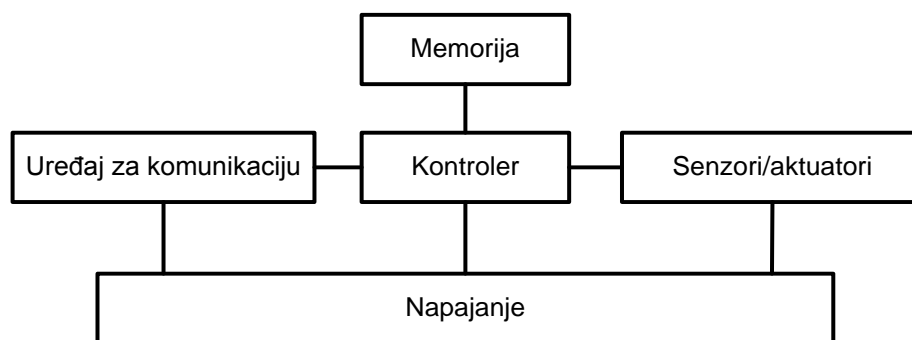 Memorija
Uređaj za komunikaciju
Kontroler
Senzori/aktuatori
Napajanje